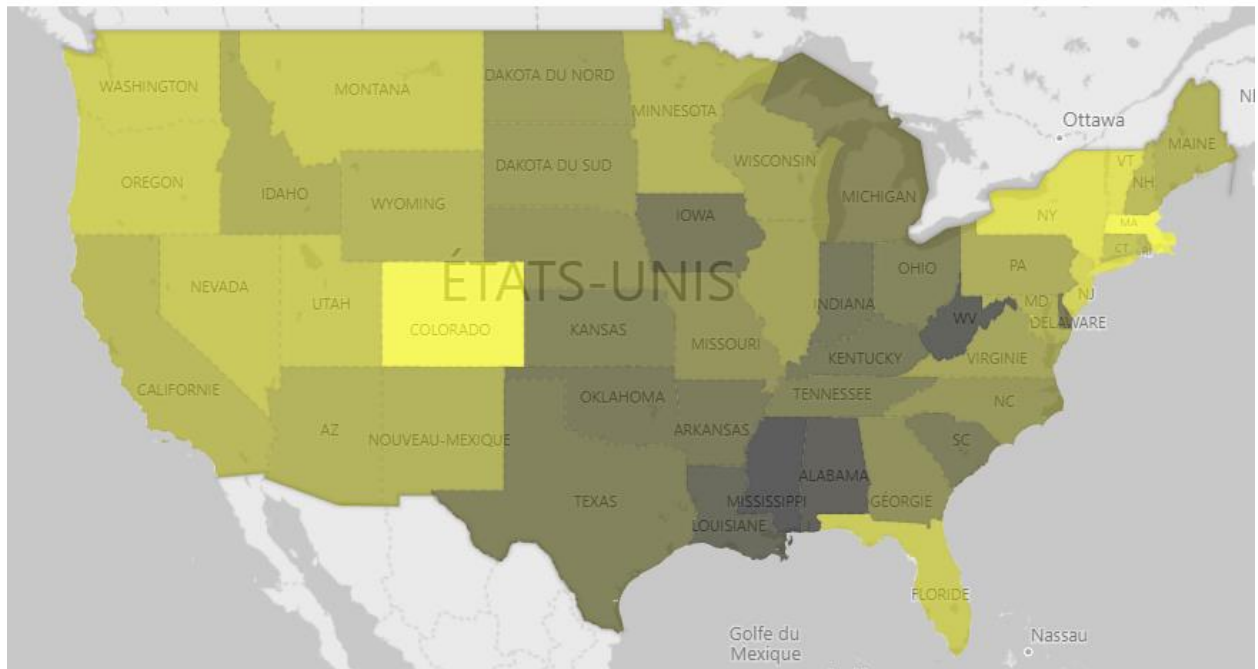 WASHINGTON
MONTANA
DAKOTA DU NORD
MINNESOTA
Ottawa
MAINE
VT
NH
OREGON
IDAHO
WYOMING
DAKOTA DU SUD
WISCONSIN
MICHIGAN
IOWA
NY
MA
CT
NEVADA
UTAH
COLORADO
ÉTATS-UNIS
OHIO
PA
NJ
INDIANA
MD
DELAWARE
KANSAS
MISSOURI
KENTUCKY
WV
VIRGINIE
CALIFORNIE
AZ
NOUVEAU-MEXIQUE
OKLAHOMA
ARKANSAS
TENNESSEE
NC
SC
TEXAS
LOUISIANE
MISSISSIPPI
ALABAMA
GÉORGIE
FLORIDE
Golfe du
Mexique
Nassau